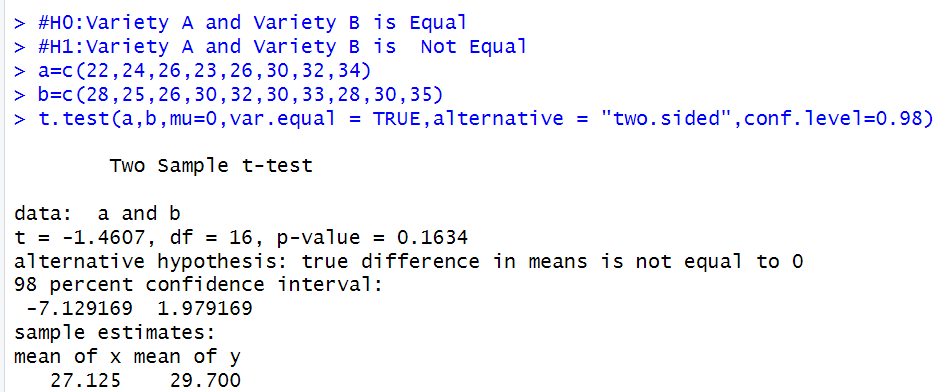 > #H0:Variety A and Variety B is Equal
> #H1:Variety A and Variety B is  Not Equal
> a=c(22,24,26,23,26,30,32,34)
> b=c(28,25,26,30,32,30,33,28,30,35)
> t.test(a,b,mu=0,var.equal = TRUE,alternative = "two.sided",conf.level=0.98)
        Two Sample t-test
data:  a and b
t = -1.4607, df = 16, p-value = 0.1634
alternative hypothesis: true difference in means is not equal to 0
98 percent confidence interval:
 -7.129169  1.979169
sample estimates:
mean of x mean of y
   27.125    29.700